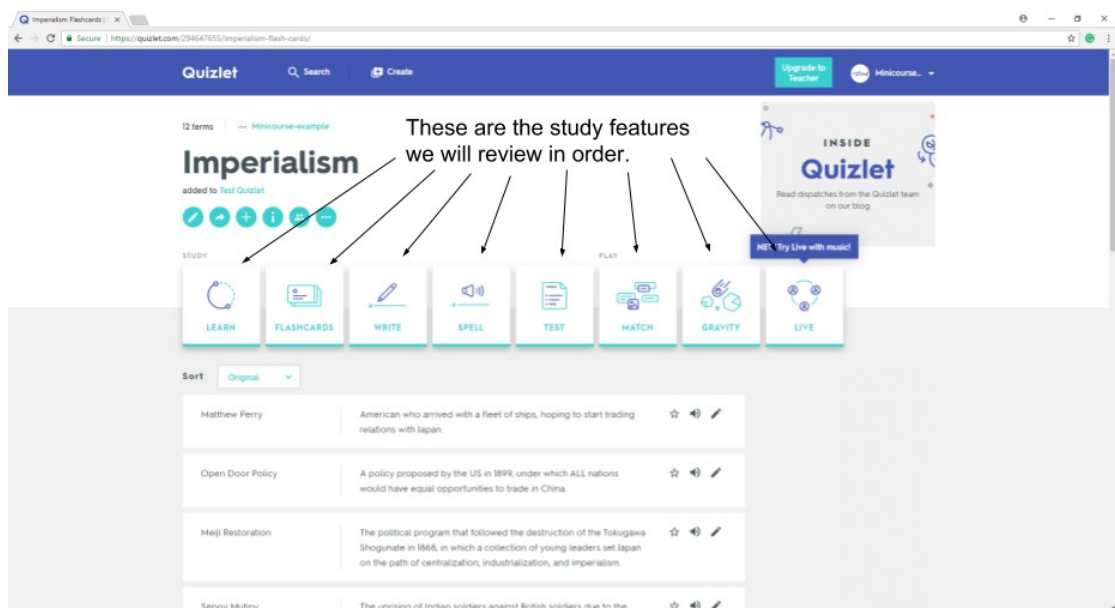 Imperialism Flashcards |
Secure | https://quizlet.com/294647655/imperialism-flash-cards/
Quizlet Search Create Upgrade to Teacher Minicourse...
12 terms Minicourse-example
These are the study features
we will review in order.
Imperialism
added to Test Quizlet
INSIDE
Quizlet
Read dispatches from the Quizlet team
on our blog
STUDY PLAY
Try Live with music!
LEARN FLASHCARDS WRITE SPELL TEST MATCH GRAVITY LIVE
Sort Original
Matthew Perry American who arrived with a fleet of ships, hoping to start trading
relations with Japan.
Open Door Policy A policy proposed by the US in 1899, under which ALL nations
would have equal opportunities to trade in China.
Meiji Restoration The political program that followed the destruction of the Tokugawa
Shogunate in 1868, in which a collection of young leaders set Japan
on the path of centralization, industrialization, and imperialism.
Sepoy Mutiny The uprising of Indian soldiers against British soldiers due to the